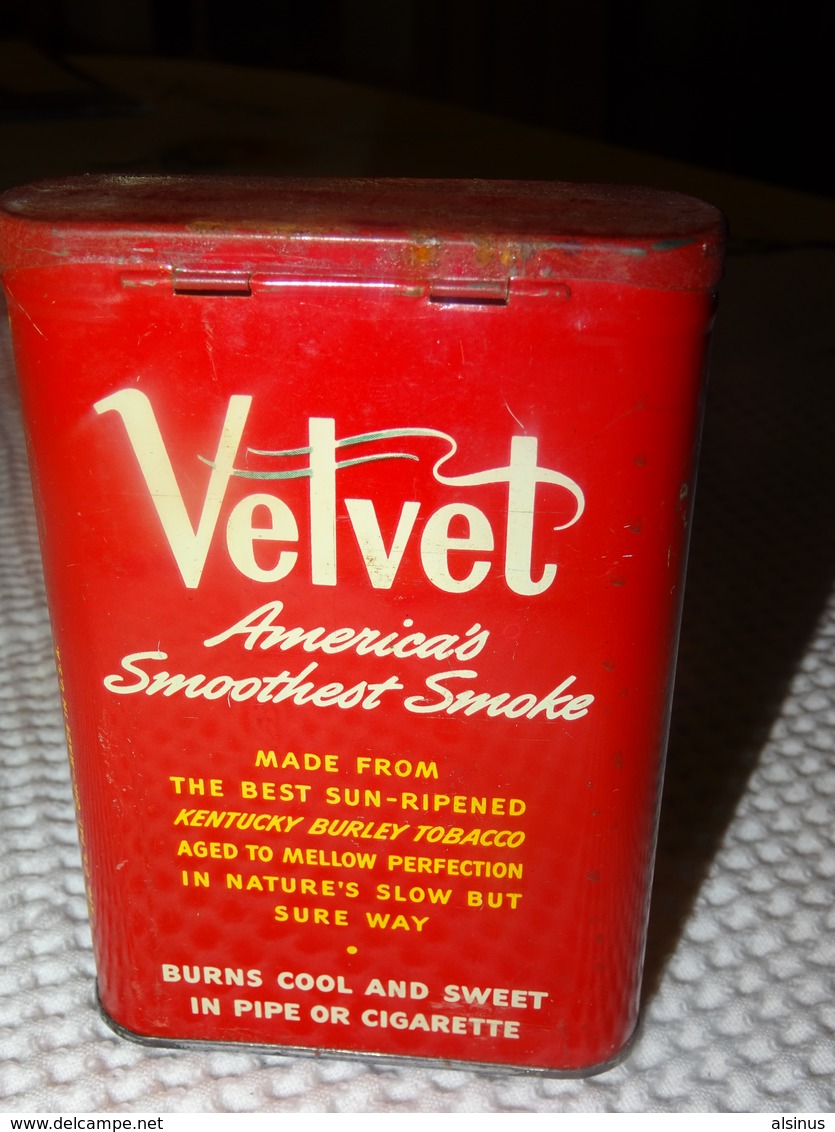 Velvet
America's
Smoothest Smoke
MADE FROM
THE BEST SUN-RIPENED
KENTUCKY BURLEY TOBACCO
AGED TO MELLOW PERFECTION
IN NATURE'S SLOW BUT
SURE WAY
•
BURNS COOL AND SWEET
IN PIPE OR CIGARETTE
www.delcampe.net
alsinus